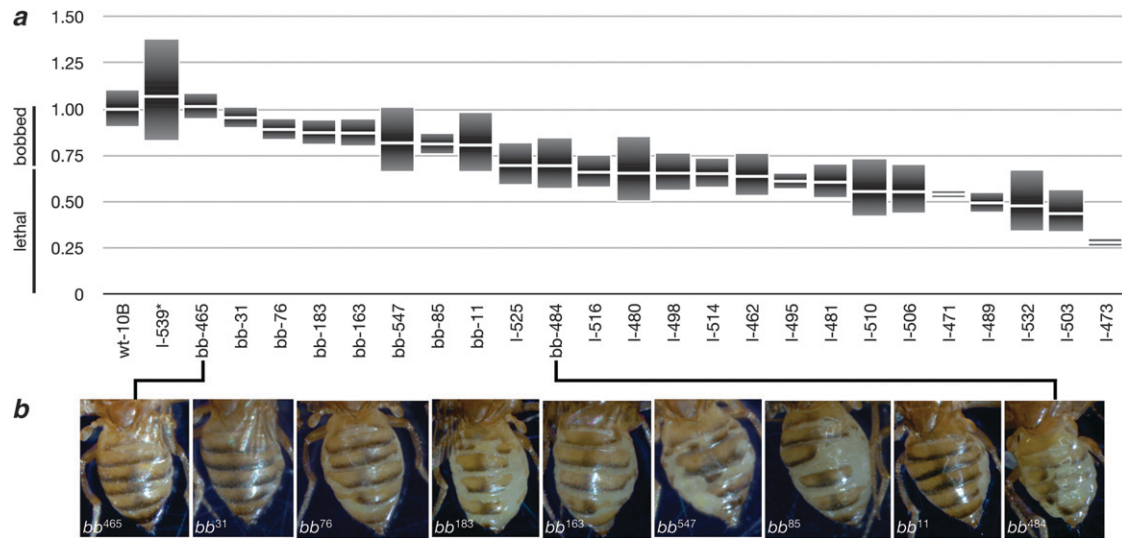 a
1.50
1.25
1.00
0.75
0.50
0.25
0
bobbed
lethal
wt-10B
l-539*
bb-465
bb-31
bb-76
bb-183
bb-163
bb-547
bb-85
bb-11
l-525
bb-484
l-516
l-480
l-498
l-514
l-462
l-495
l-481
l-510
l-506
l-471
l-489
l-532
l-503
l-473
b
bb465
bb31
bb76
bb183
bb163
bb547
bb85
bb11
bb484